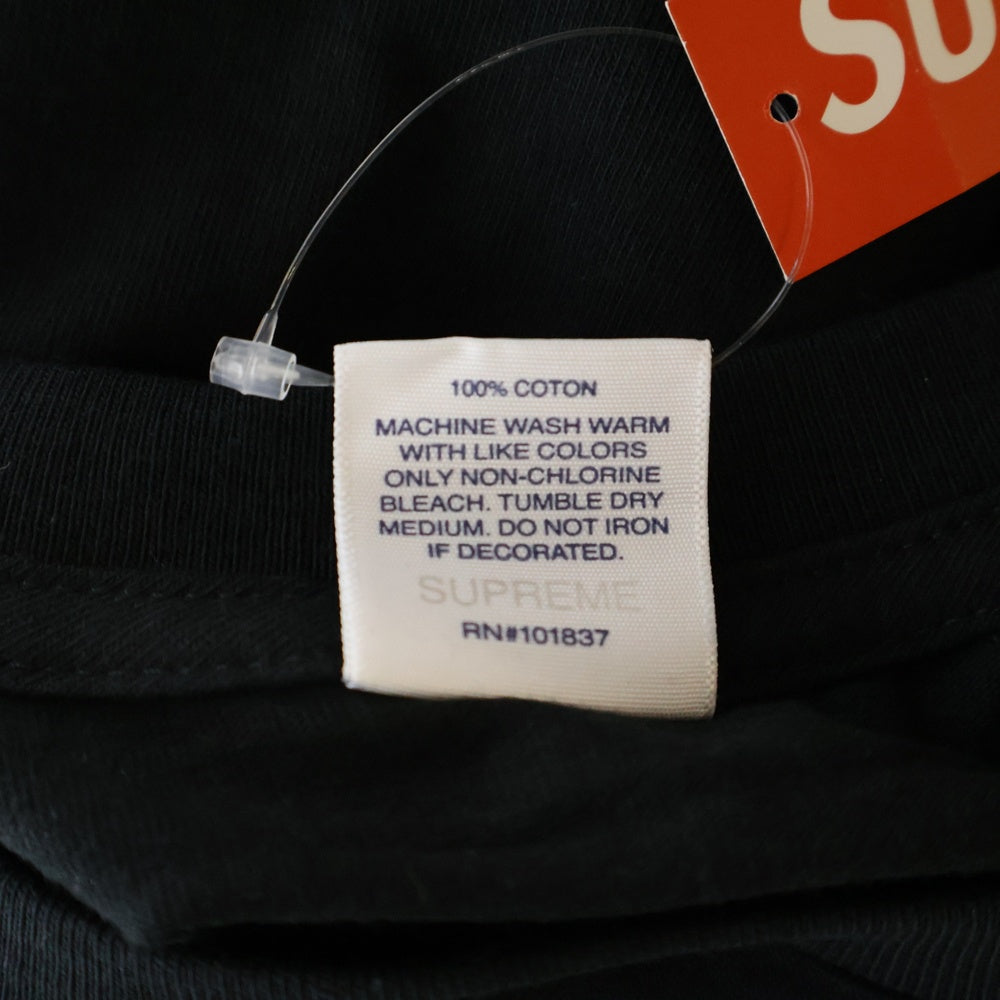 SU
100% COTON
MACHINE WASH WARM
WITH LIKE COLORS
ONLY NON-CHLORINE
BLEACH. TUMBLE DRY
MEDIUM. DO NOT IRON
IF DECORATED.
SUPREME
RN#101837